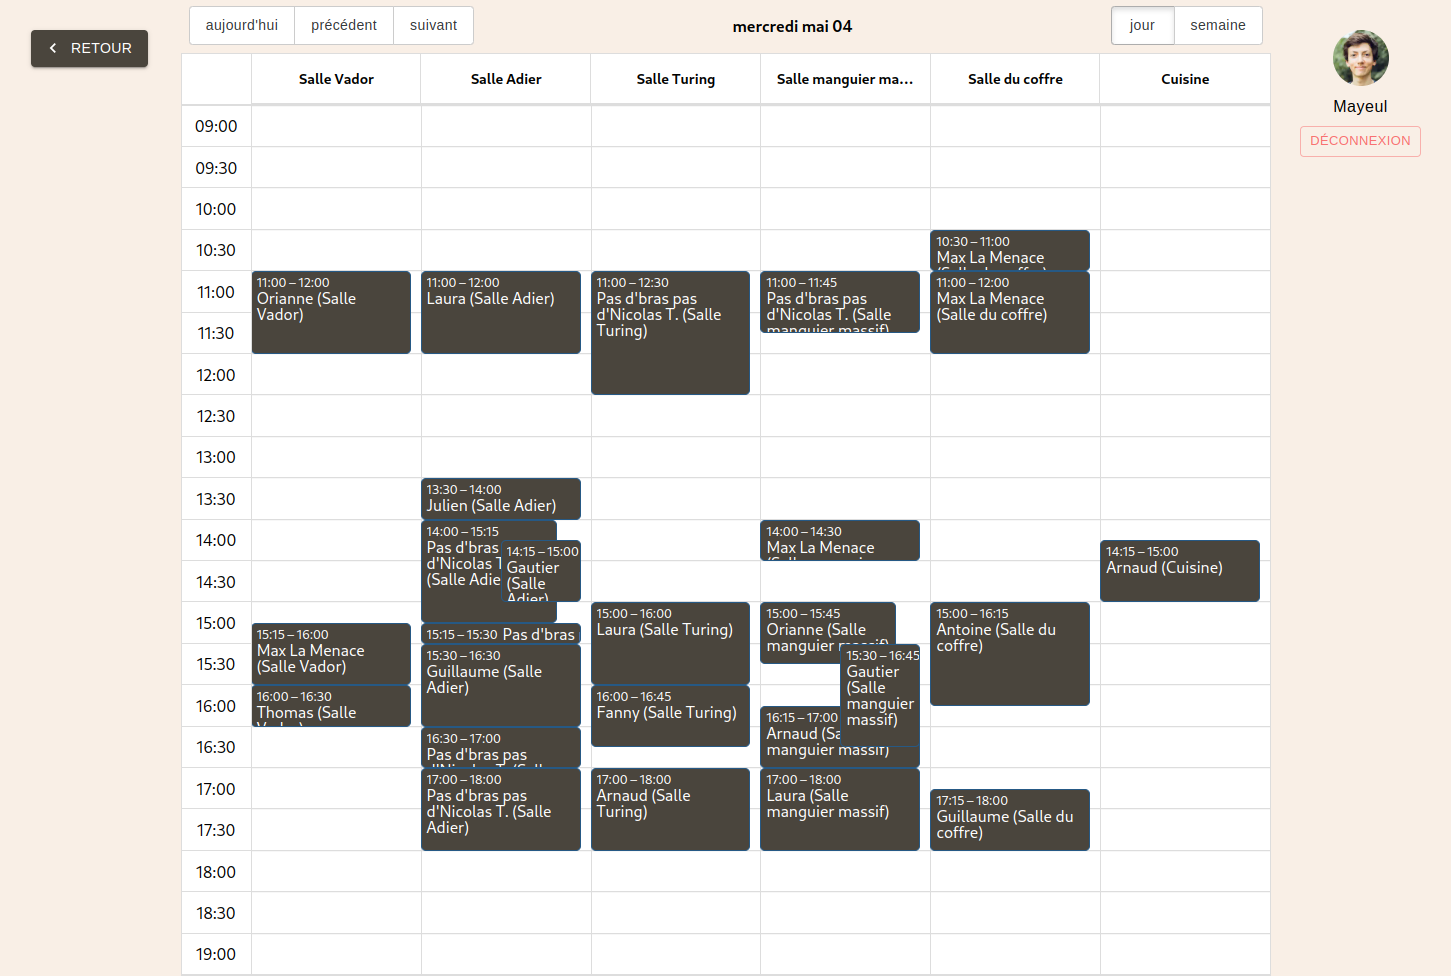 aujourd'hui précédent suivant
mercredi mai 04
jour semaine
RETOUR
Mayeul
DÉCONNEXION
Salle Vador
Salle Adier
Salle Turing
Salle manguier ma...
Salle du coffre
Cuisine
09:00
09:30
10:00
10:30
11:00
11:30
12:00
12:30
13:00
13:30
14:00
14:30
15:00
15:30
16:00
16:30
17:00
17:30
18:00
18:30
19:00
11:00 – 12:00
Orianne (Salle
Vador)
15:15 – 16:00
Max La Menace
(Salle Vador)
16:00 – 16:30
Thomas (Salle
11:00 – 12:00
Laura (Salle Adier)
13:30 – 14:00
Julien (Salle Adier)
14:00 – 15:15
Pas d'bras
d'Nicolas T
(Salle Adie
14:15 – 15:00
Gautier
(Salle
Adier)
15:15 – 15:30 Pas d'bras
15:30 – 16:30
Guillaume (Salle
Adier)
16:30 – 17:00
Pas d'bras pas
d'Nicolas T. (Salle
17:00 – 18:00
Pas d'bras pas
d'Nicolas T. (Salle
Adier)
11:00 – 12:30
Pas d'bras pas
d'Nicolas T. (Salle
Turing)
15:00 – 16:00
Laura (Salle Turing)
16:00 – 16:45
Fanny (Salle Turing)
17:00 – 18:00
Arnaud (Salle
Turing)
11:00 – 11:45
Pas d'bras pas
d'Nicolas T. (Salle
manguier massif)
14:00 – 14:30
Max La Menace
15:00 – 15:45
Orianne (Salle
manguier massif)
15:30 – 16:45
Gautier
(Salle
manguier
massif)
16:15 – 17:00
Arnaud (Sa
manguier massif)
17:00 – 18:00
Laura (Salle
manguier massif)
10:30 – 11:00
Max La Menace
(Salle du coffre)
11:00 – 12:00
Max La Menace
(Salle du coffre)
15:00 – 16:15
Antoine (Salle du
coffre)
17:15 – 18:00
Guillaume (Salle du
coffre)
14:15 – 15:00
Arnaud (Cuisine)